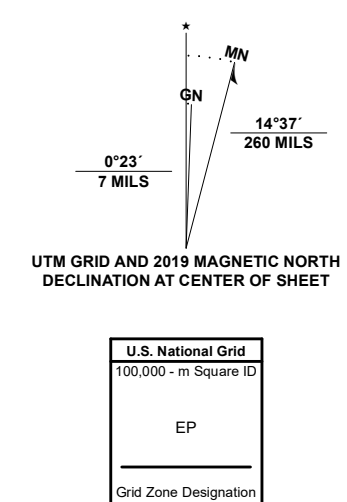 ★
MN
GN
14°37´
260 MILS
0°23´
7 MILS
UTM GRID AND 2019 MAGNETIC NORTH
DECLINATION AT CENTER OF SHEET
U.S. National Grid
100,000 - m Square ID
EP
Grid Zone Designation